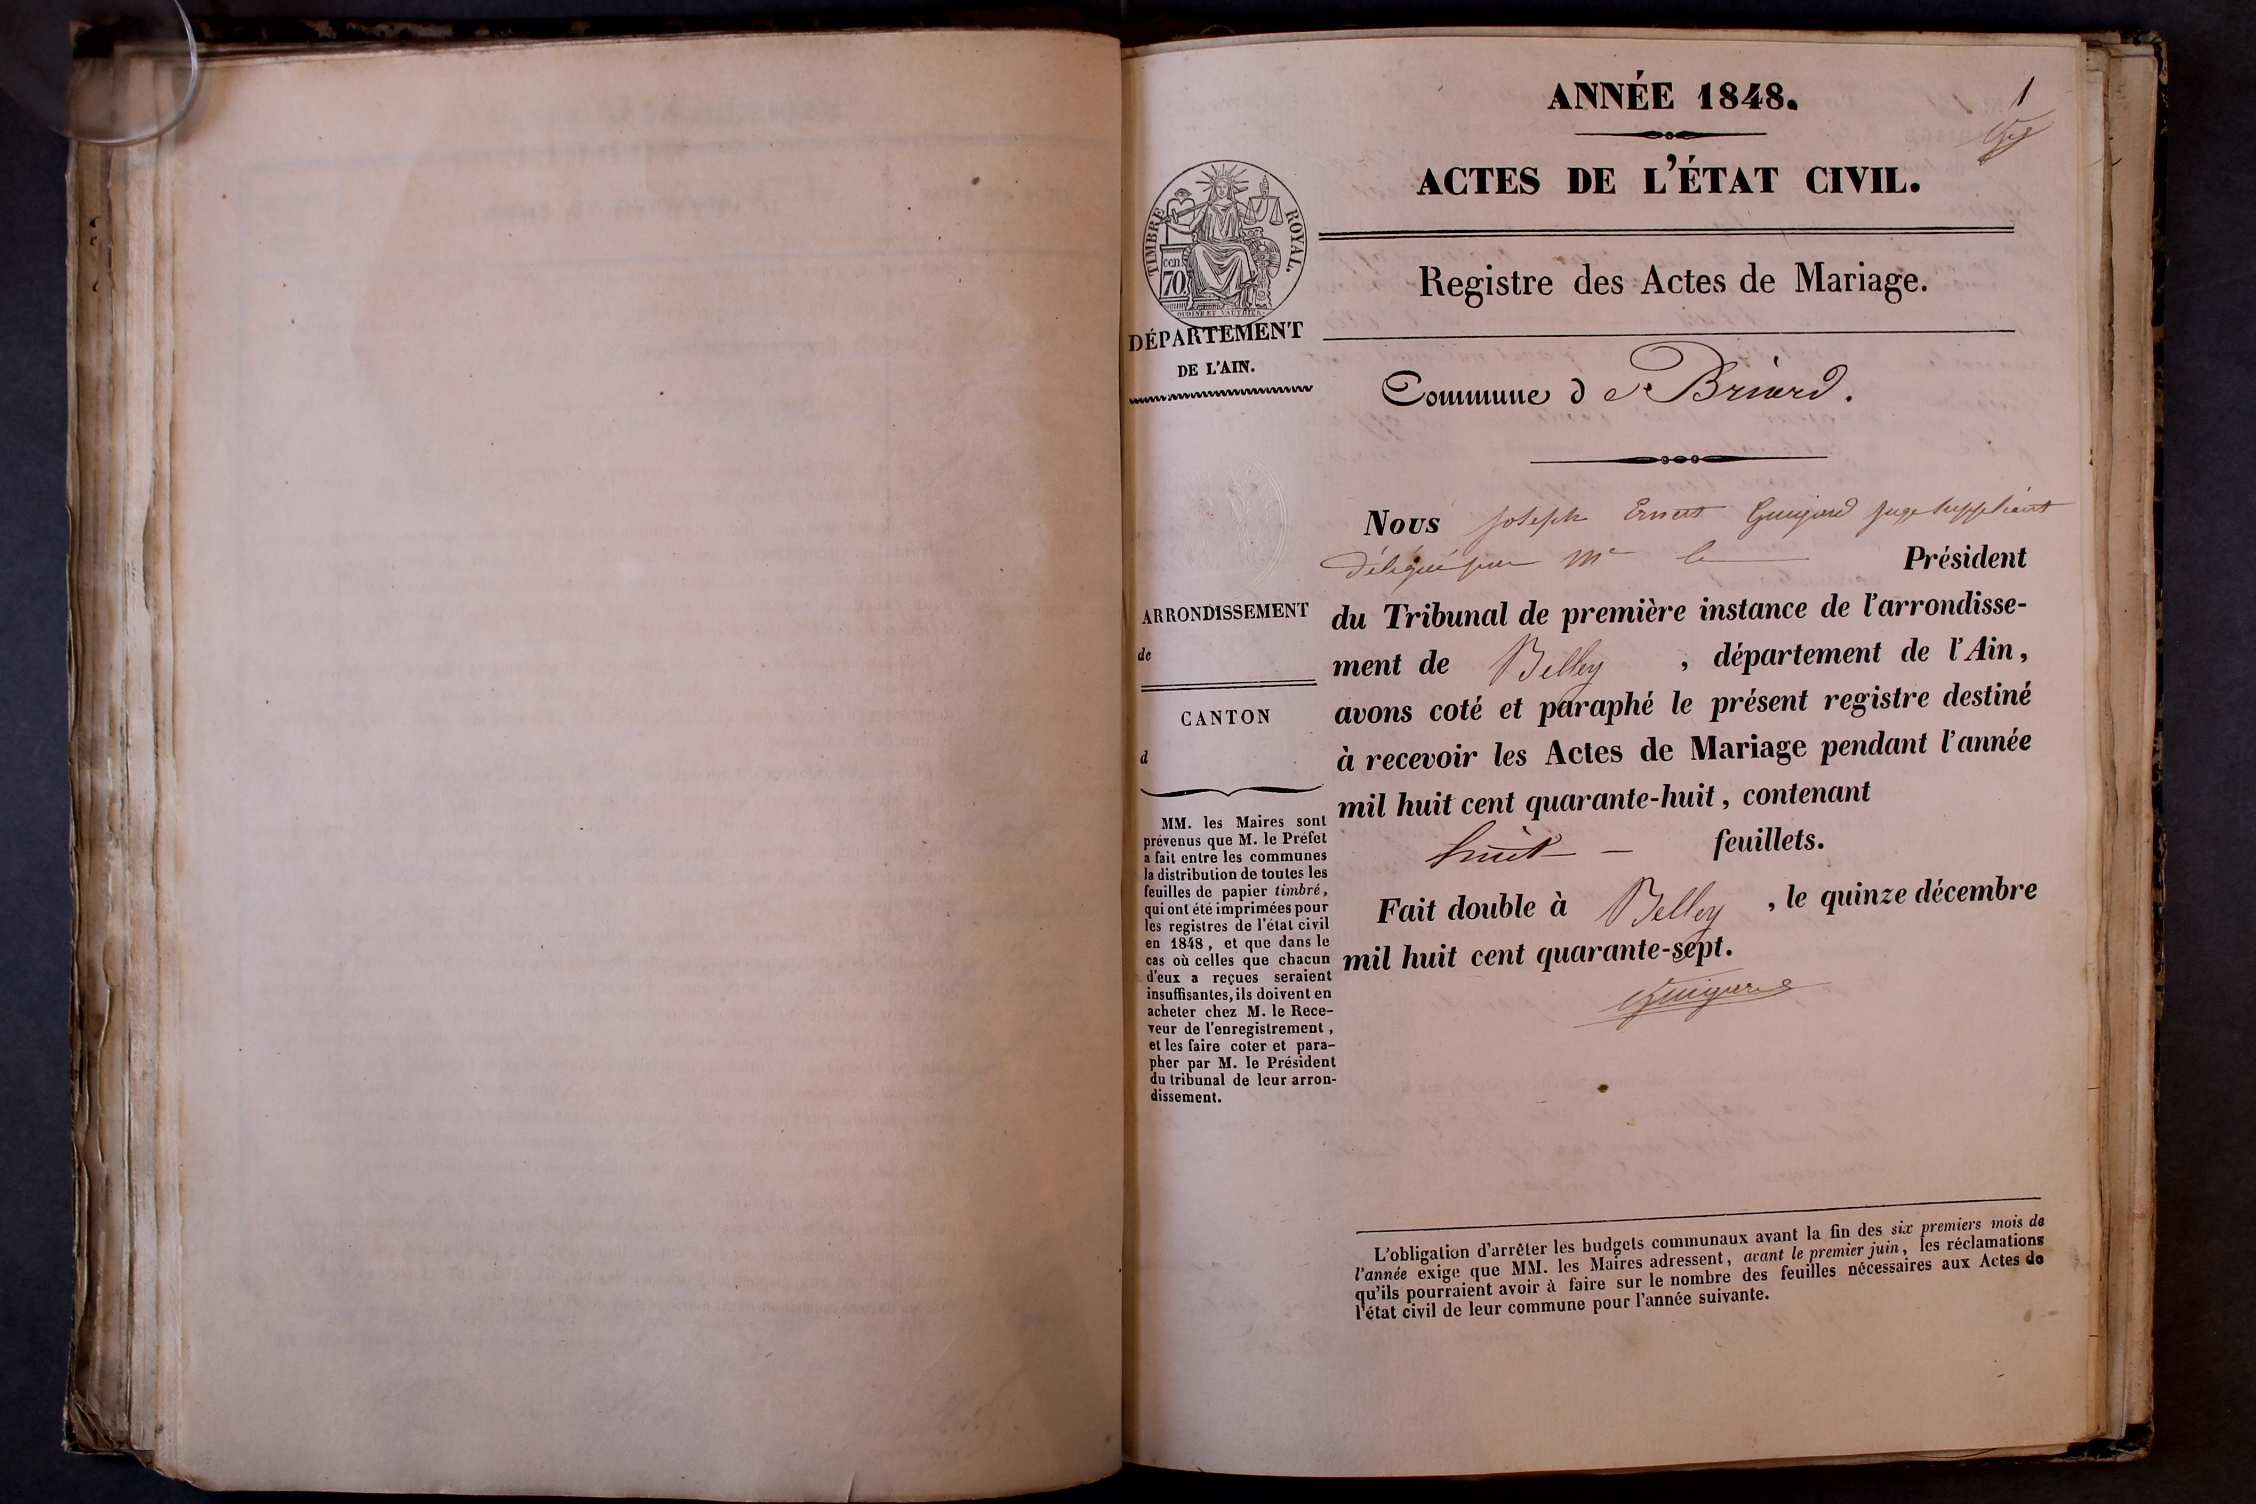 ANNÉE 1848.
1
ACTES DE L'ÉTAT CIVIL.
TIMBRE ROYAL.
cen.
70
OUDINE ET VAUTHIER.
Registre des Actes de Mariage.
DÉPARTEMENT
DE L'AIN.
Commune de Briord.
Nous Joseph Ernest Guigard juge suppléant
délégué par Mr le Président
du Tribunal de première instance de l'arrondisse-
ment de Belley , département de l'Ain,
avons coté et paraphé le présent registre destiné
à recevoir les Actes de Mariage pendant l'année
mil huit cent quarante-huit, contenant
huit feuillets.
Fait double à Belley , le quinze décembre
mil huit cent quarante-sept.
Guigard
ARRONDISSEMENT
de
CANTON
d
MM. les Maires sont
prévenus que M. le Préfet
a fait entre les communes
la distribution de toutes les
feuilles de papier timbré,
qui ont été imprimées pour
les registres de l'état civil
en 1848, et que dans le
cas où celles que chacun
d'eux a reçues seraient
insuffisantes, ils doivent en
acheter chez M. le Rece-
veur de l'enregistrement,
et les faire coter et para-
pher par M. le Président
du tribunal de leur arron-
dissement.
L'obligation d'arrêter les budgets communaux avant la fin des six premiers mois de
l'année exige que MM. les Maires adressent, avant le premier juin, les réclamations
qu'ils pourraient avoir à faire sur le nombre des feuilles nécessaires aux Actes de
l'état civil de leur commune pour l'année suivante.